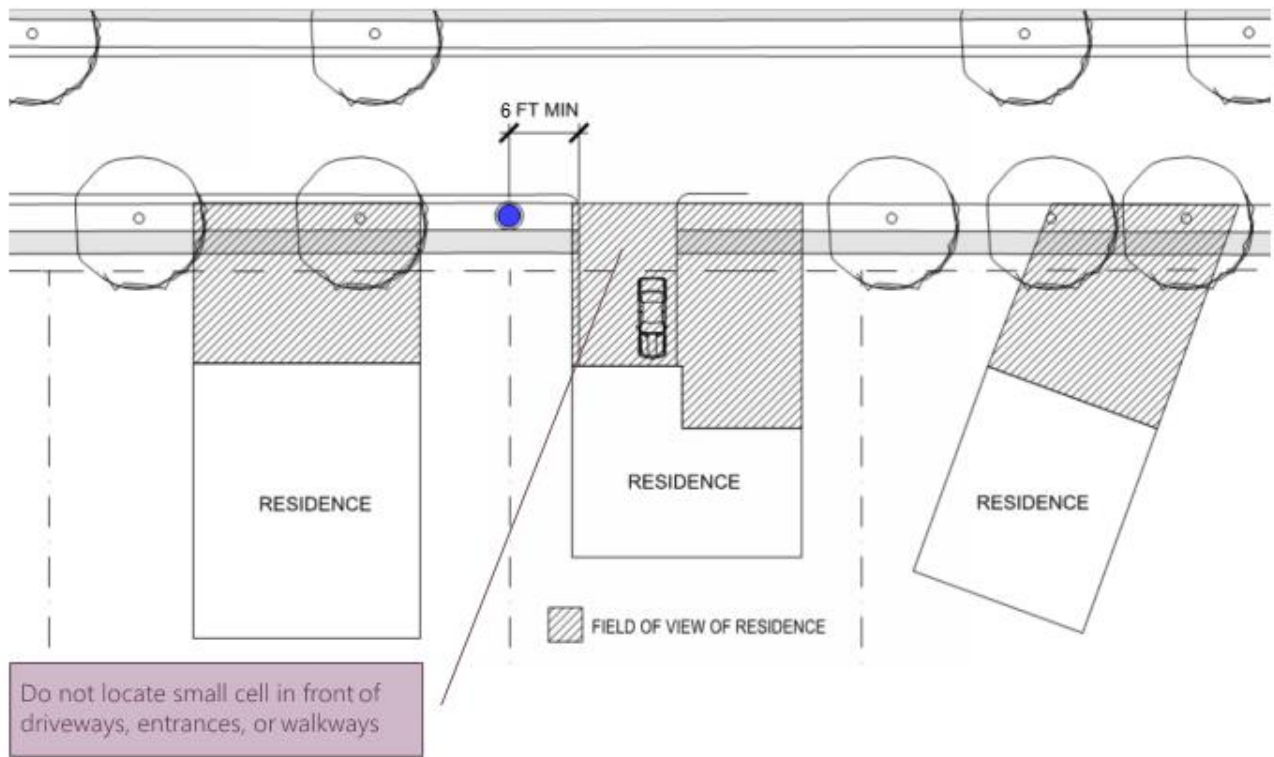 6 FT MIN
RESIDENCE
RESIDENCE
RESIDENCE
FIELD OF VIEW OF RESIDENCE
Do not locate small cell in front of
driveways, entrances, or walkways